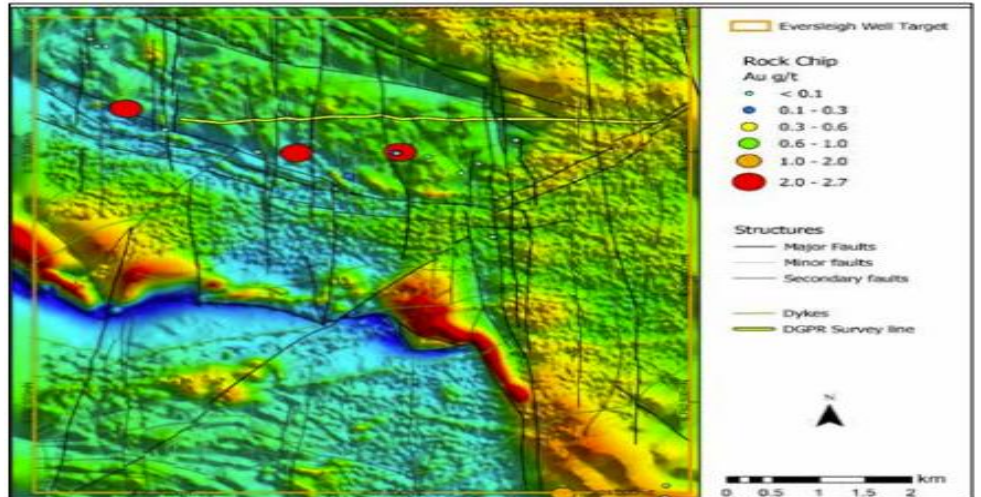 Eversleigh Well Target
Rock Chip
Au g/t
< 0.1
0.1 - 0.3
0.3 - 0.6
0.6 - 1.0
1.0 - 2.0
2.0 - 2.7
Structures
Major Faults
Minor faults
Secondary faults
Dykes
DGPR Survey line
N
km
0 0.5 1 1.5 2